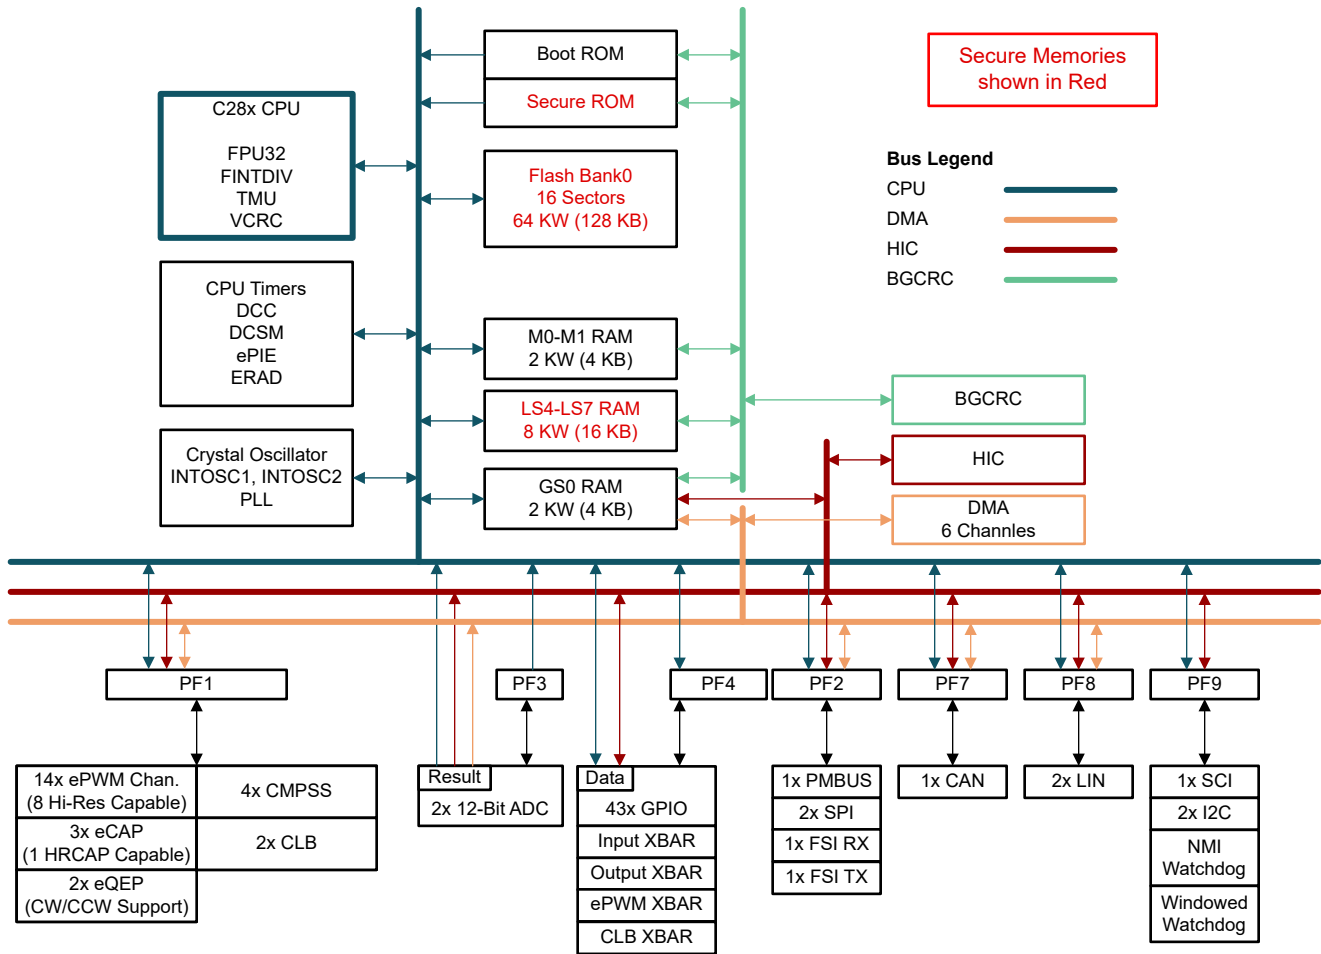 Boot ROM
Secure ROM
Secure Memories
shown in Red
C28x CPU
FPU32
FINTDIV
TMU
VCRC
Flash Bank0
16 Sectors
64 KW (128 KB)
Bus Legend
CPU
DMA
HIC
BGCRC
CPU Timers
DCC
DCSM
ePIE
ERAD
M0-M1 RAM
2 KW (4 KB)
LS4-LS7 RAM
8 KW (16 KB)
BGCRC
Crystal Oscillator
INTOSC1, INTOSC2
PLL
GS0 RAM
2 KW (4 KB)
HIC
DMA
6 Channles
PF1
PF3
PF4
PF2
PF7
PF8
PF9
14x ePWM Chan.
(8 Hi-Res Capable)
3x eCAP
(1 HRCAP Capable)
2x eQEP
(CW/CCW Support)
4x CMPSS
2x CLB
Result
2x 12-Bit ADC
Data
43x GPIO
Input XBAR
Output XBAR
ePWM XBAR
CLB XBAR
1x PMBUS
2x SPI
1x FSI RX
1x FSI TX
1x CAN
2x LIN
1x SCI
2x I2C
NMI
Watchdog
Windowed
Watchdog